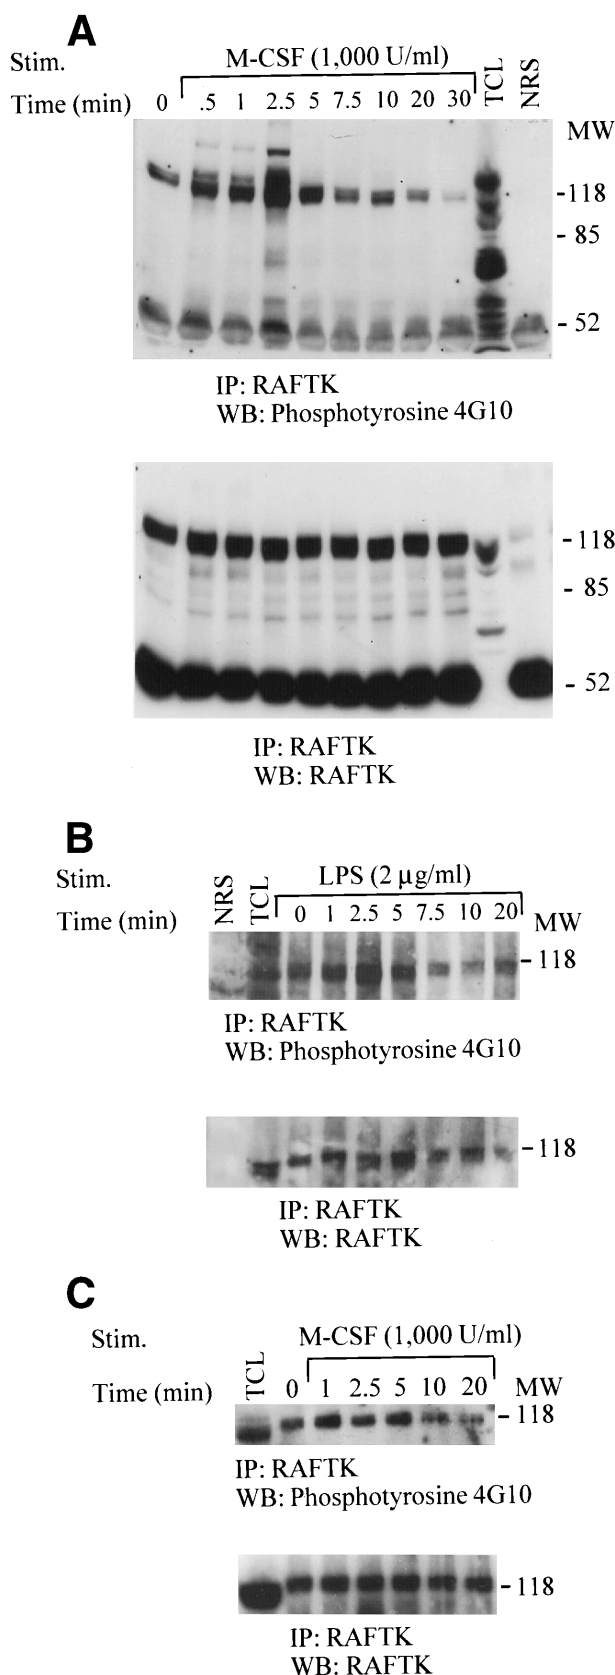 A
Stim. M-CSF (1,000 U/ml) TCL NRS
Time (min) 0 .5 1 2.5 5 7.5 10 20 30
MW
-118
- 85
- 52
IP: RAFTK
WB: Phosphotyrosine 4G10
-118
- 85
- 52
IP: RAFTK
WB: RAFTK
B
Stim. NRS TCL LPS (2 µg/ml)
Time (min) 0 1 2.5 5 7.5 10 20
MW
-118
IP: RAFTK
WB: Phosphotyrosine 4G10
-118
IP: RAFTK
WB: RAFTK
C
Stim. M-CSF (1,000 U/ml)
Time (min) TCL 0 1 2.5 5 10 20 MW
-118
IP: RAFTK
WB: Phosphotyrosine 4G10
-118
IP: RAFTK
WB: RAFTK